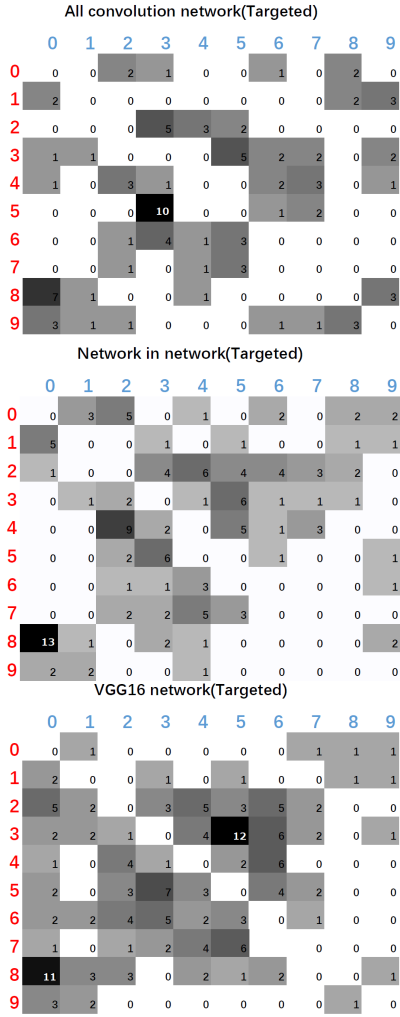 All convolution network(Targeted)
0 1 2 3 4 5 6 7 8 9
0 0 0 2 1 0 0 1 0 2 0
1 2 0 0 0 0 0 0 0 2 3
2 0 0 0 5 3 2 0 0 0 0
3 1 1 0 0 0 5 2 2 0 2
4 1 0 3 1 0 0 2 3 0 1
5 0 0 0 10 0 0 1 2 0 0
6 0 0 1 4 1 3 0 0 0 0
7 0 0 1 0 1 3 0 0 0 0
8 7 1 0 0 1 0 0 0 0 3
9 3 1 1 0 0 0 1 1 3 0
Network in network(Targeted)
0 1 2 3 4 5 6 7 8 9
0 0 3 5 0 1 0 2 0 2 2
1 5 0 0 1 0 1 0 0 1 1
2 1 0 0 4 6 4 4 3 2 0
3 0 1 2 0 1 6 1 1 1 0
4 0 0 9 2 0 5 1 3 0 0
5 0 0 2 6 0 0 1 0 0 1
6 0 0 1 1 3 0 0 0 0 1
7 0 0 2 2 5 3 0 0 0 0
8 13 1 0 2 1 0 0 0 0 2
9 2 2 0 0 1 0 0 0 0 0
VGG16 network(Targeted)
0 1 2 3 4 5 6 7 8 9
0 0 1 0 0 0 0 0 1 1 1
1 2 0 0 1 0 1 0 0 1 1
2 5 2 0 3 5 3 5 2 0 0
3 2 2 1 0 4 12 6 2 0 1
4 1 0 4 1 0 2 6 0 0 0
5 2 0 3 7 3 0 4 2 0 0
6 2 2 4 5 2 3 0 1 0 0
7 1 0 1 2 4 6 0 0 0
8 11 3 3 0 2 1 2 0 0 1
9 3 2 0 0 0 0 0 0 1 0